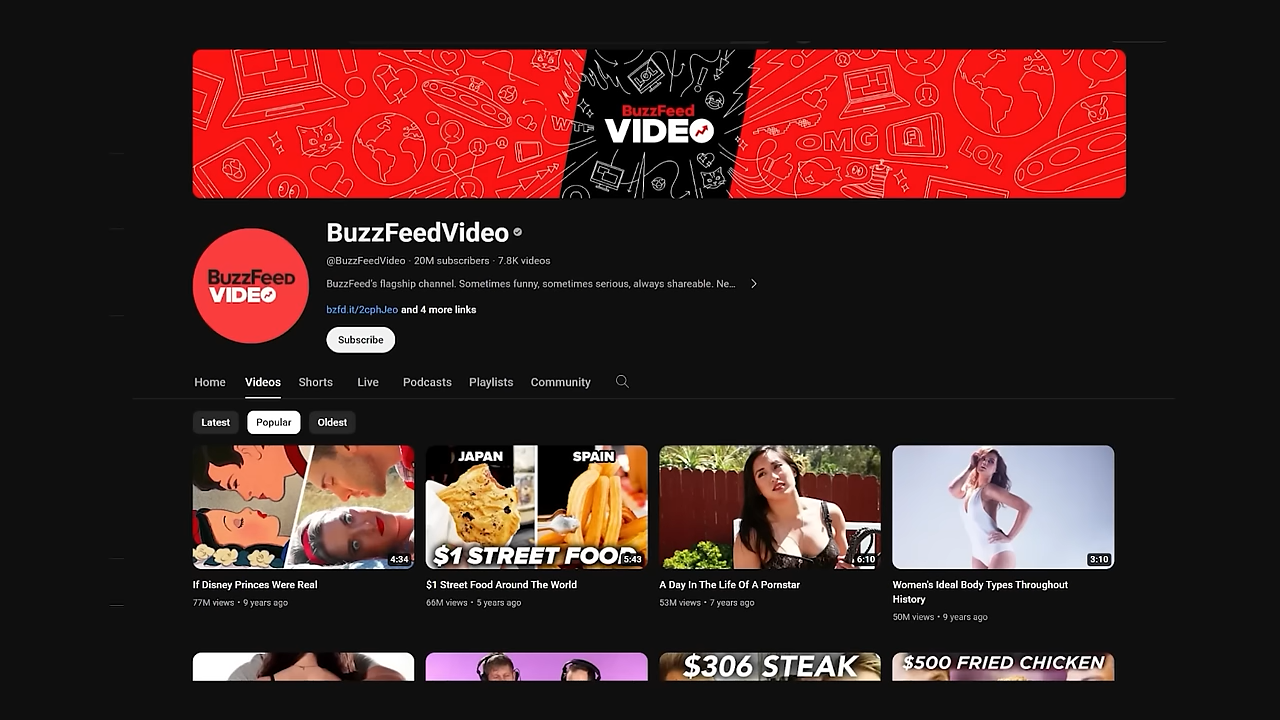 WTF
LOL
BuzzFeed
VIDEO
OMG
LOL
BuzzFeed
VIDEO
BuzzFeedVideo
@BuzzFeedVideo · 20M subscribers · 7.8K videos
BuzzFeed's flagship channel. Sometimes funny, sometimes serious, always shareable. Ne...
bzfd.it/2cphJeo and 4 more links
Subscribe
Home Videos Shorts Live Podcasts Playlists Community
Latest Popular Oldest
4:34
JAPAN SPAIN
$1 STREET FOOD
5:43
6:10
3:10
If Disney Princes Were Real
77M views • 9 years ago
$1 Street Food Around The World
66M views • 5 years ago
A Day In The Life Of A Pornstar
53M views • 7 years ago
Women's Ideal Body Types Throughout
History
50M views • 9 years ago
$306 STEAK
$500 FRIED CHICKEN